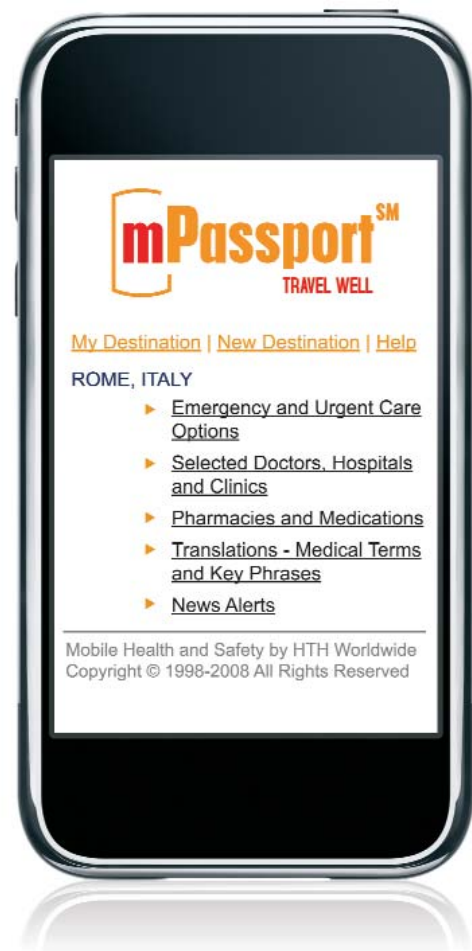 mPassport℠
TRAVEL WELL
My Destination | New Destination | Help
ROME, ITALY
Emergency and Urgent Care
Options
Selected Doctors, Hospitals
and Clinics
Pharmacies and Medications
Translations - Medical Terms
and Key Phrases
News Alerts
Mobile Health and Safety by HTH Worldwide
Copyright © 1998-2008 All Rights Reserved